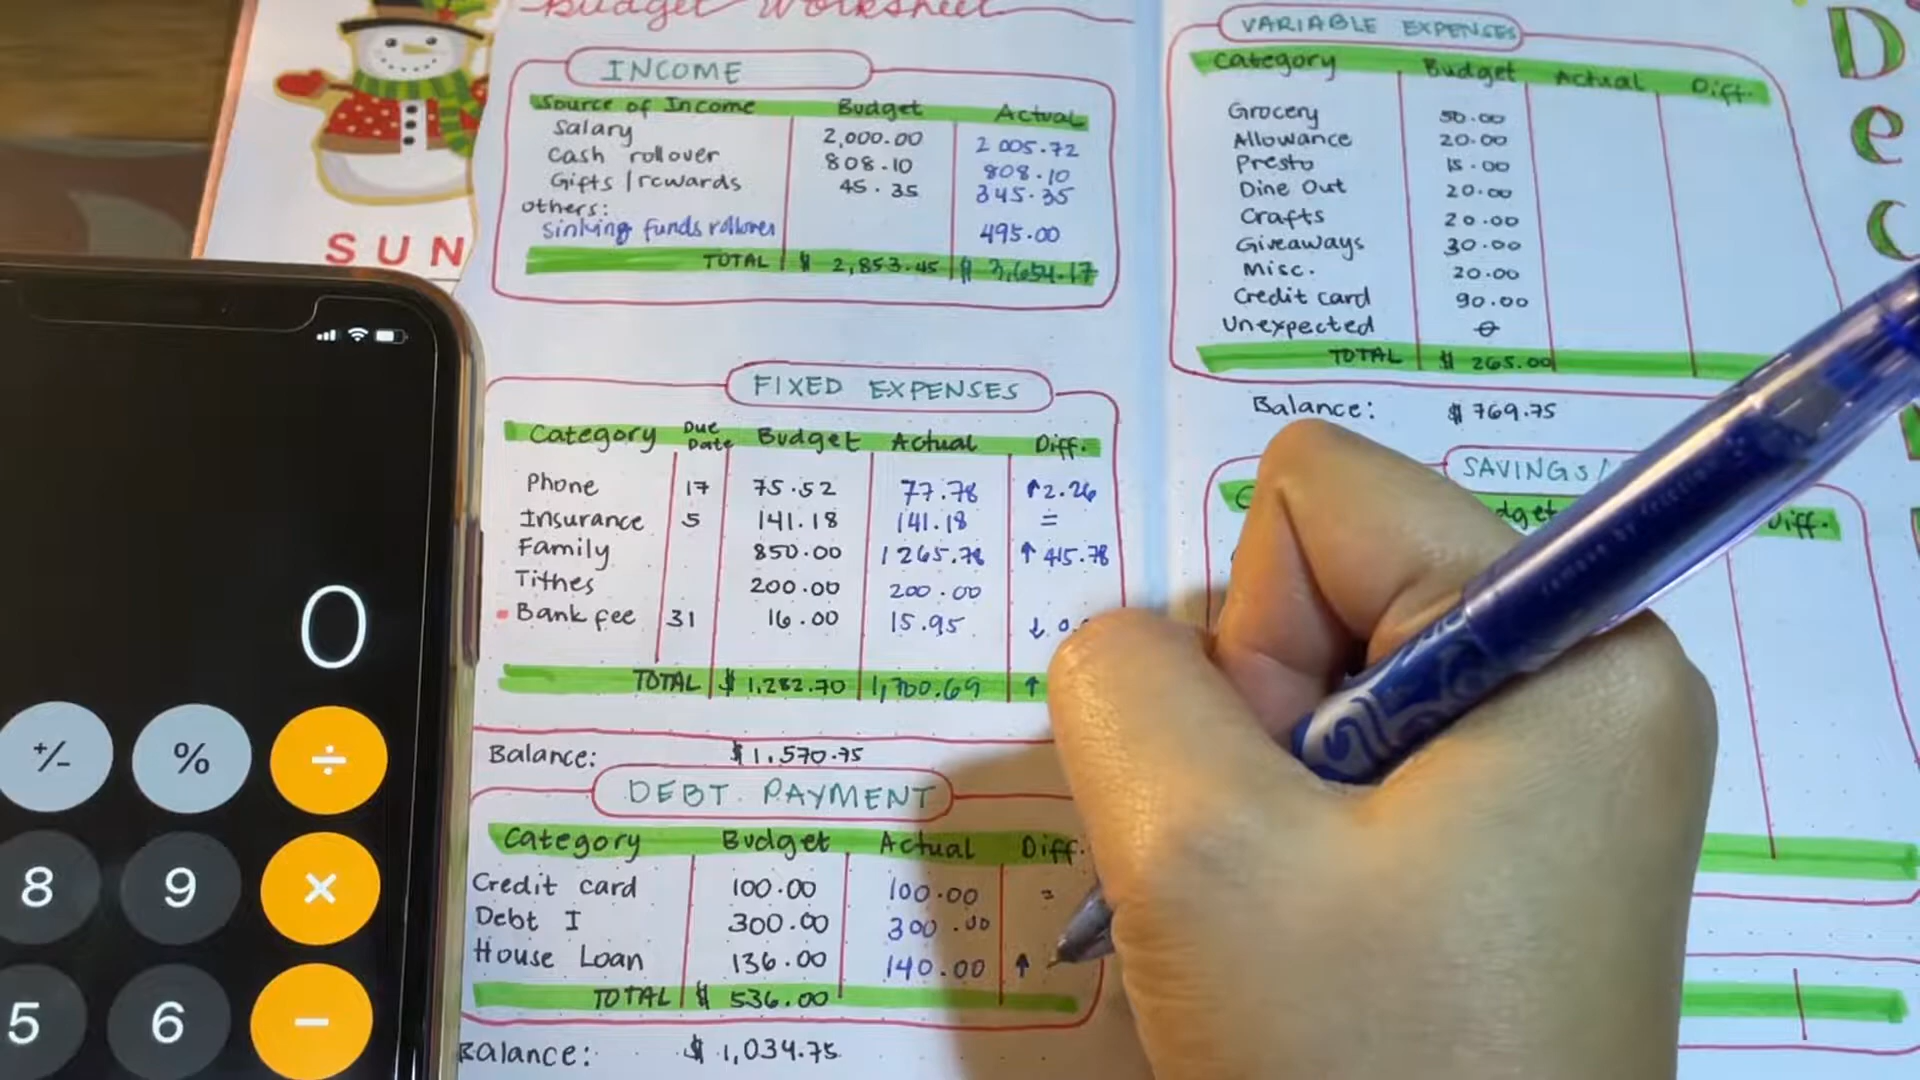 Budget Worksheet
SUN
INCOME
Source of Income Budget Actual
Salary 2,000.00 2 005.72
Cash rollover 808.10 808.10
Gifts / rewards 45.35 345.35
others:
sinking funds rollover 495.00
TOTAL $ 2,853.45 $ 3,654.17
FIXED EXPENSES
Category Due Date Budget Actual Diff.
Phone 17 75.52 77.78 ↑2.26
Insurance 5 141.18 141.18 =
Family 850.00 1265.78 ↑ 415.78
Tithes 200.00 200.00
Bank fee 31 16.00 15.95 ↓
TOTAL $ 1,282.70 1,700.69 ↑
Balance: $ 1,570.75
DEBT PAYMENT
Category Budget Actual Diff.
Credit card 100.00 100.00 =
Debt I 300.00 300.00
House Loan 136.00 140.00 ↑
TOTAL $ 536.00
Balance: $ 1,034.75
VARIABLE EXPENSES
Category Budget Actual Diff.
Grocery 50.00
Allowance 20.00
Presto 15.00
Dine Out 20.00
Crafts 20.00
Giveaways 30.00
Misc. 20.00
Credit card 90.00
Unexpected 0
TOTAL $ 265.00
Balance: $ 769.75
SAVINGS/
Diff.
Dec
0
+/- % ÷
8 9 ×
5 6 −